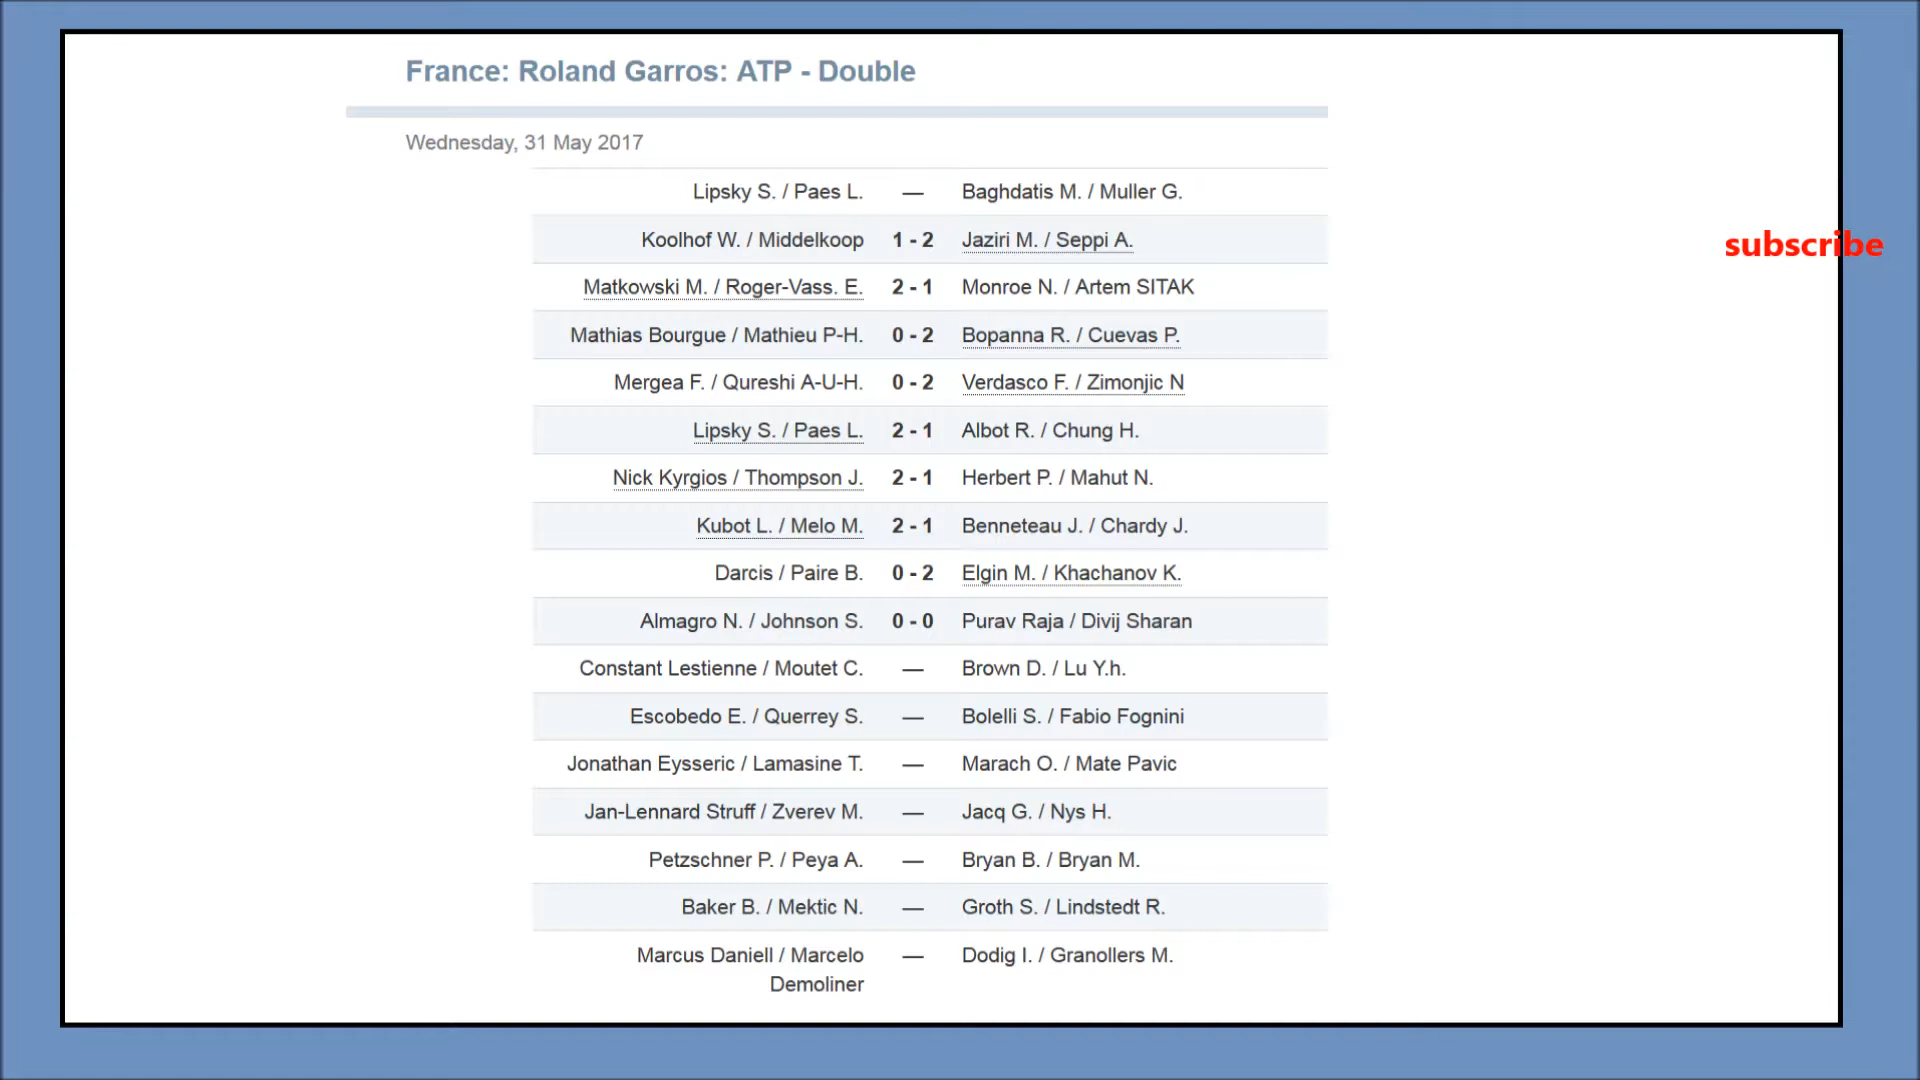 France: Roland Garros: ATP - Double
Wednesday, 31 May 2017
Lipsky S. / Paes L. — Baghdatis M. / Muller G.
Koolhof W. / Middelkoop 1 - 2 Jaziri M. / Seppi A.
subscribe
Matkowski M. / Roger-Vass. E. 2 - 1 Monroe N. / Artem SITAK
Mathias Bourgue / Mathieu P-H. 0 - 2 Bopanna R. / Cuevas P.
Mergea F. / Qureshi A-U-H. 0 - 2 Verdasco F. / Zimonjic N
Lipsky S. / Paes L. 2 - 1 Albot R. / Chung H.
Nick Kyrgios / Thompson J. 2 - 1 Herbert P. / Mahut N.
Kubot L. / Melo M. 2 - 1 Benneteau J. / Chardy J.
Darcis / Paire B. 0 - 2 Elgin M. / Khachanov K.
Almagro N. / Johnson S. 0 - 0 Purav Raja / Divij Sharan
Constant Lestienne / Moutet C. — Brown D. / Lu Y.h.
Escobedo E. / Querrey S. — Bolelli S. / Fabio Fognini
Jonathan Eysseric / Lamasine T. — Marach O. / Mate Pavic
Jan-Lennard Struff / Zverev M. — Jacq G. / Nys H.
Petzschner P. / Peya A. — Bryan B. / Bryan M.
Baker B. / Mektic N. — Groth S. / Lindstedt R.
Marcus Daniell / Marcelo — Dodig I. / Granollers M.
Demoliner